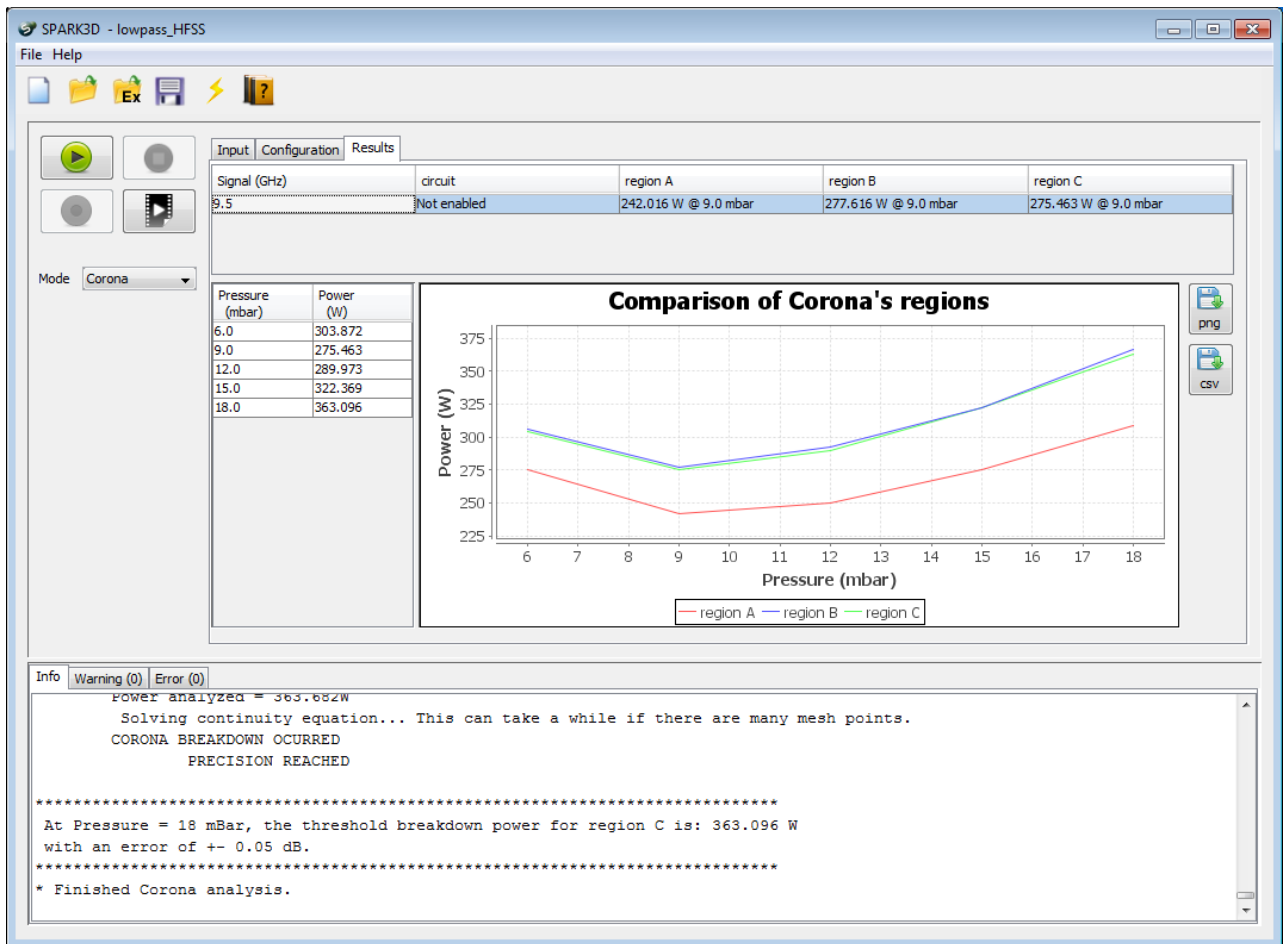 SPARK3D - lowpass_HFSS
File Help
Ex
?
Input Configuration Results
Signal (GHz) circuit region A region B region C
9.5 Not enabled 242.016 W @ 9.0 mbar 277.616 W @ 9.0 mbar 275.463 W @ 9.0 mbar
Mode Corona
Pressure (mbar) Power (W)
6.0 303.872
9.0 275.463
12.0 289.973
15.0 322.369
18.0 363.096
Comparison of Corona's regions
375
350
325
300
275
250
225
Power (W)
6 7 8 9 10 11 12 13 14 15 16 17 18
Pressure (mbar)
region A region B region C
png
csv
Info Warning (0) Error (0)
Power analyzed = 363.682W
Solving continuity equation... This can take a while if there are many mesh points.
CORONA BREAKDOWN OCURRED
PRECISION REACHED
********************************************************************************
At Pressure = 18 mBar, the threshold breakdown power for region C is: 363.096 W
with an error of +- 0.05 dB.
********************************************************************************
* Finished Corona analysis.